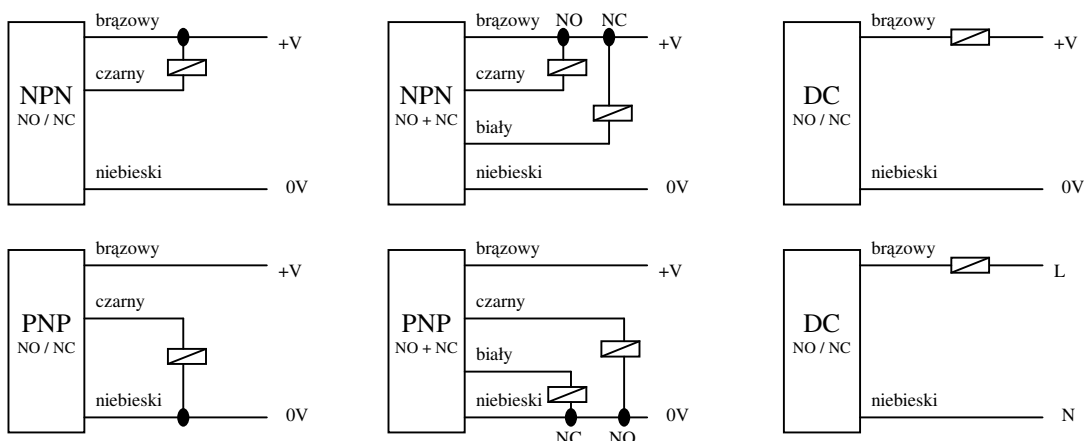 brązowy
+V
czarny
NPN
NO / NC
niebieski
0V
brązowy
NO
NC
+V
czarny
NPN
NO + NC
biały
niebieski
0V
brązowy
+V
DC
NO / NC
niebieski
0V
brązowy
+V
czarny
PNP
NO / NC
niebieski
0V
brązowy
+V
czarny
PNP
NO + NC
biały
niebieski
0V
NC
NO
brązowy
L
DC
NO / NC
niebieski
N